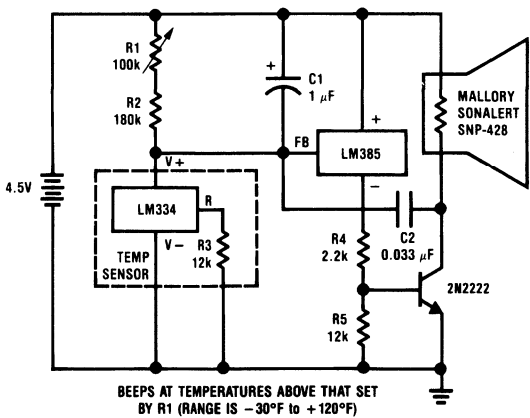 R1
100k
+
C1
1 µF
R2
180k
MALLORY
SONALERT
SNP-428
+
FB
LM385
V+
4.5V
LM334
R
−
V−
R3
12k
TEMP
SENSOR
R4
2.2k
C2
0.033 µF
2N2222
R5
12k
BEEPS AT TEMPERATURES ABOVE THAT SET
BY R1 (RANGE IS −30°F to +120°F)